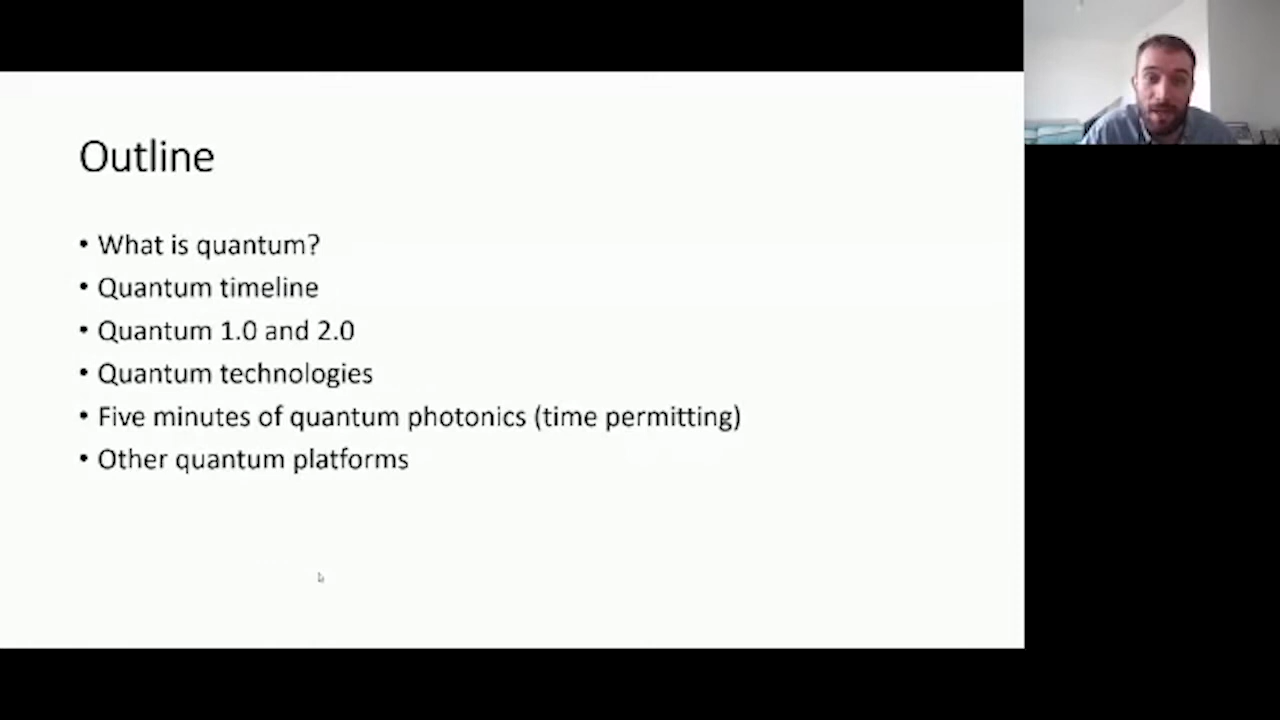 Outline
• What is quantum?
• Quantum timeline
• Quantum 1.0 and 2.0
• Quantum technologies
• Five minutes of quantum photonics (time permitting)
• Other quantum platforms